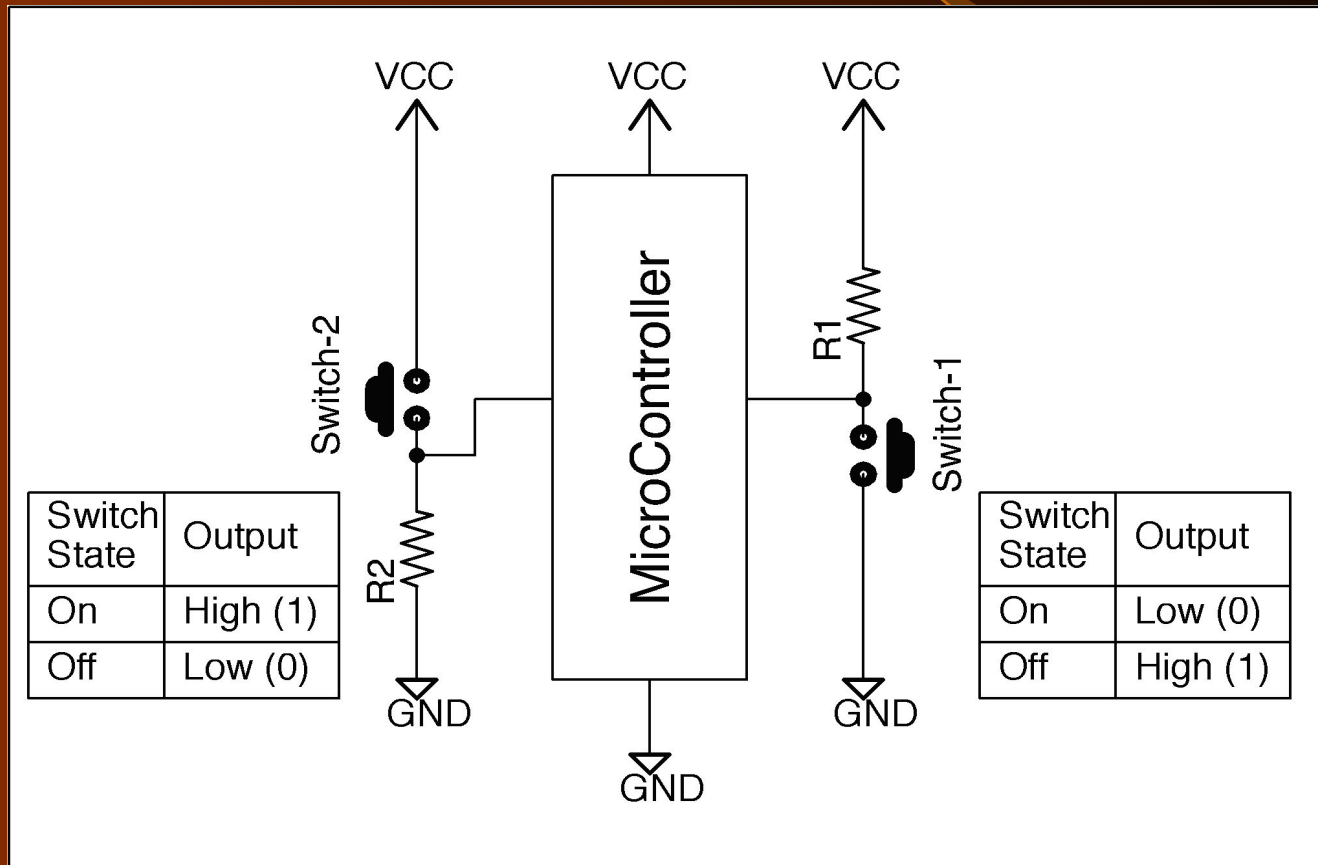 VCC
VCC
VCC
MicroController
Switch-2
R1
Switch-1
R2
Switch State
Output
On
High (1)
Off
Low (0)
Switch State
Output
On
Low (0)
Off
High (1)
GND
GND
GND